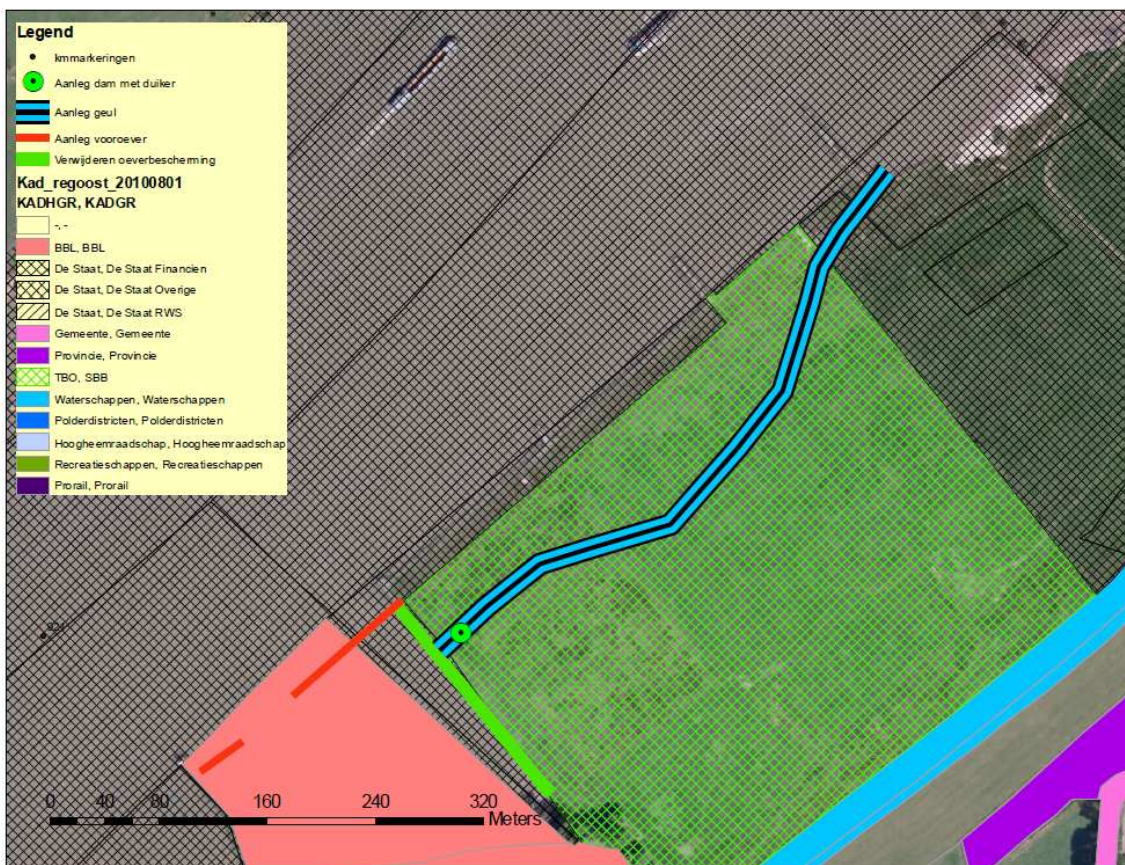 Legend
kmmarkeringen
Aanleg dam met duiker
Aanleg geul
Aanleg vooroever
Verwijderen oeverbescherming
Kad_regoost_20100801
KADHGR, KADGR
-, -
BBL, BBL
De Staat, De Staat Financien
De Staat, De Staat Overige
De Staat, De Staat RWS
Gemeente, Gemeente
Provincie, Provincie
TBO, SBB
Waterschappen, Waterschappen
Polderdistricten, Polderdistricten
Hoogheemraadschap, Hoogheemraadschap
Recreatieschappen, Recreatieschappen
Prorail, Prorail
0 40 80 160 240 320
Meters